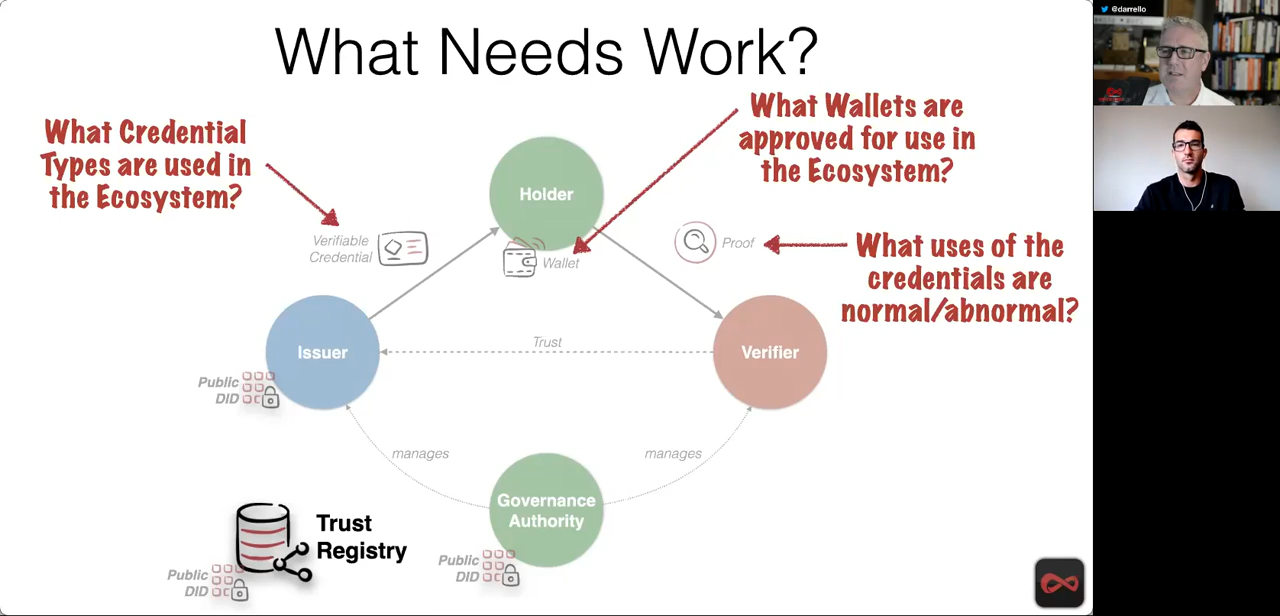 What Needs Work?
@darrello
What Credential
Types are used in
the Ecosystem?
What Wallets are
approved for use in
the Ecosystem?
Holder
Verifiable
Credential
Wallet
Proof
What uses of the
credentials are
normal/abnormal?
Issuer
Trust
Verifier
Public
DID
manages
manages
Governance
Authority
Trust
Registry
Public
DID
Public
DID